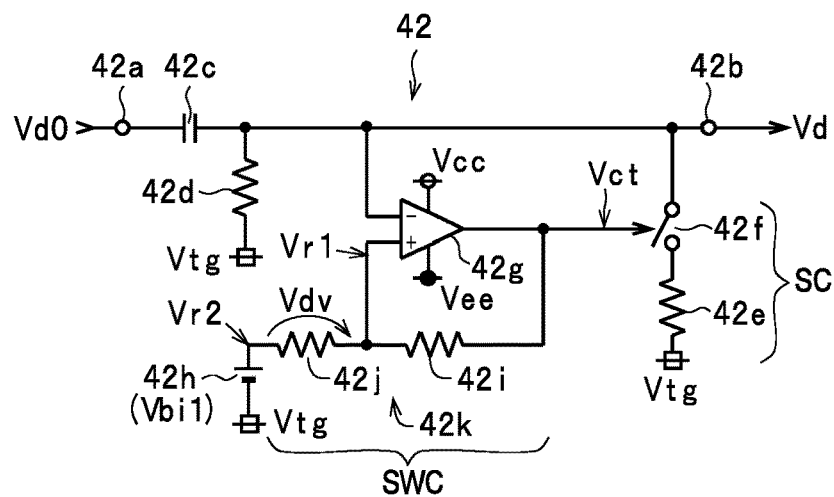 42
42a 42c 42b
Vd0 Vd
Vcc
Vct
42d
−
+
42f
Vtg
Vr1
42g
SC
Vr2
Vdv
Vee
42e
42h
(Vbi1)
42j
42i
Vtg
Vtg
42k
SWC